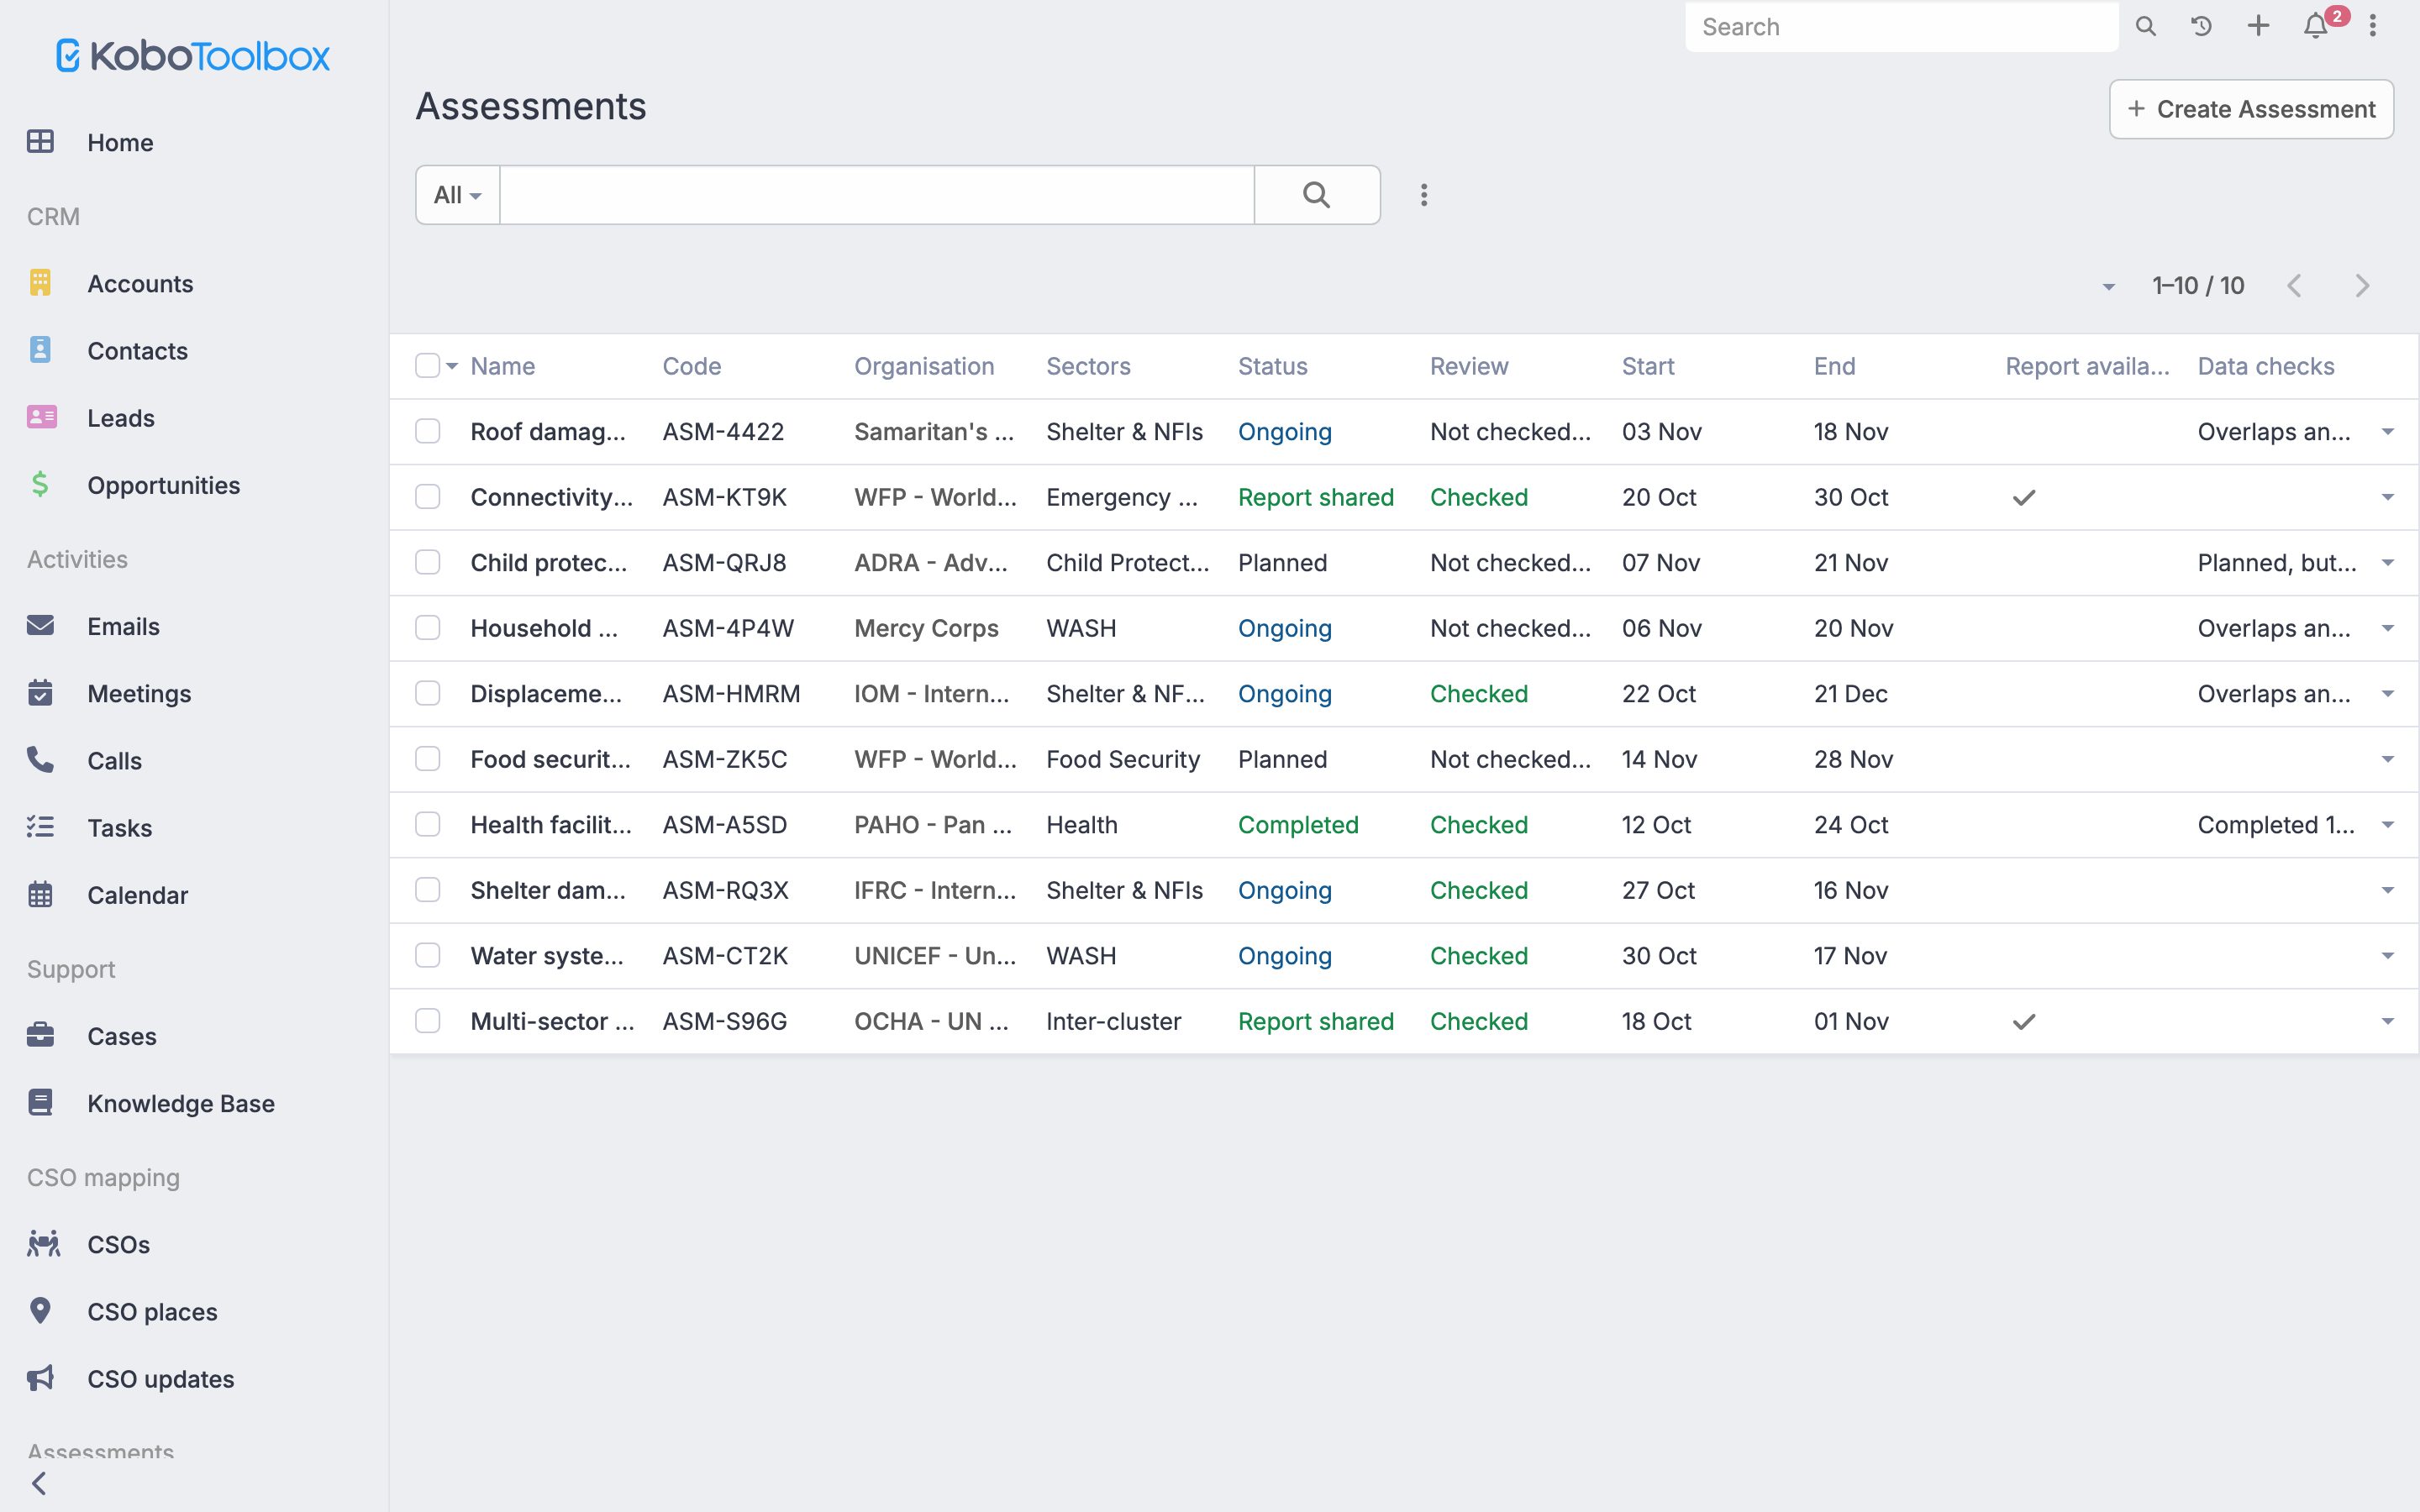 KoboToolbox
Search
2
Home
CRM
Accounts
Contacts
Leads
Opportunities
Activities
Emails
Meetings
Calls
Tasks
Calendar
Support
Cases
Knowledge Base
CSO mapping
CSOs
CSO places
CSO updates
Assessments
Assessments
+ Create Assessment
All
1–10 / 10
Name Code Organisation Sectors Status Review Start End Report availa... Data checks
Roof damag... ASM-4422 Samaritan's ... Shelter & NFIs Ongoing Not checked... 03 Nov 18 Nov Overlaps an...
Connectivity... ASM-KT9K WFP - World... Emergency ... Report shared Checked 20 Oct 30 Oct
Child protec... ASM-QRJ8 ADRA - Adv... Child Protect... Planned Not checked... 07 Nov 21 Nov Planned, but...
Household ... ASM-4P4W Mercy Corps WASH Ongoing Not checked... 06 Nov 20 Nov Overlaps an...
Displaceme... ASM-HMRM IOM - Intern... Shelter & NF... Ongoing Checked 22 Oct 21 Dec Overlaps an...
Food securit... ASM-ZK5C WFP - World... Food Security Planned Not checked... 14 Nov 28 Nov
Health facilit... ASM-A5SD PAHO - Pan ... Health Completed Checked 12 Oct 24 Oct Completed 1...
Shelter dam... ASM-RQ3X IFRC - Intern... Shelter & NFIs Ongoing Checked 27 Oct 16 Nov
Water syste... ASM-CT2K UNICEF - Un... WASH Ongoing Checked 30 Oct 17 Nov
Multi-sector ... ASM-S96G OCHA - UN ... Inter-cluster Report shared Checked 18 Oct 01 Nov